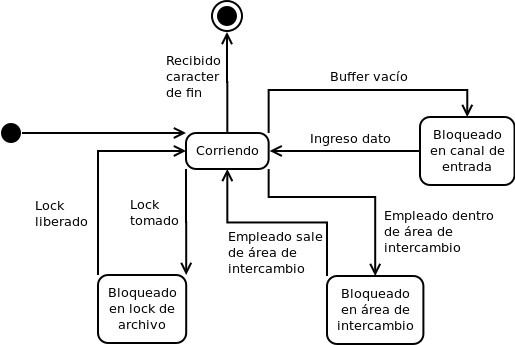 Recibido
caracter
de fin
Buffer vacío
Corriendo
Ingreso dato
Bloqueado
en canal de
entrada
Lock
liberado
Lock
tomado
Empleado sale
de área de
intercambio
Empleado dentro
de área de
intercambio
Bloqueado
en lock de
archivo
Bloqueado
en área de
intercambio